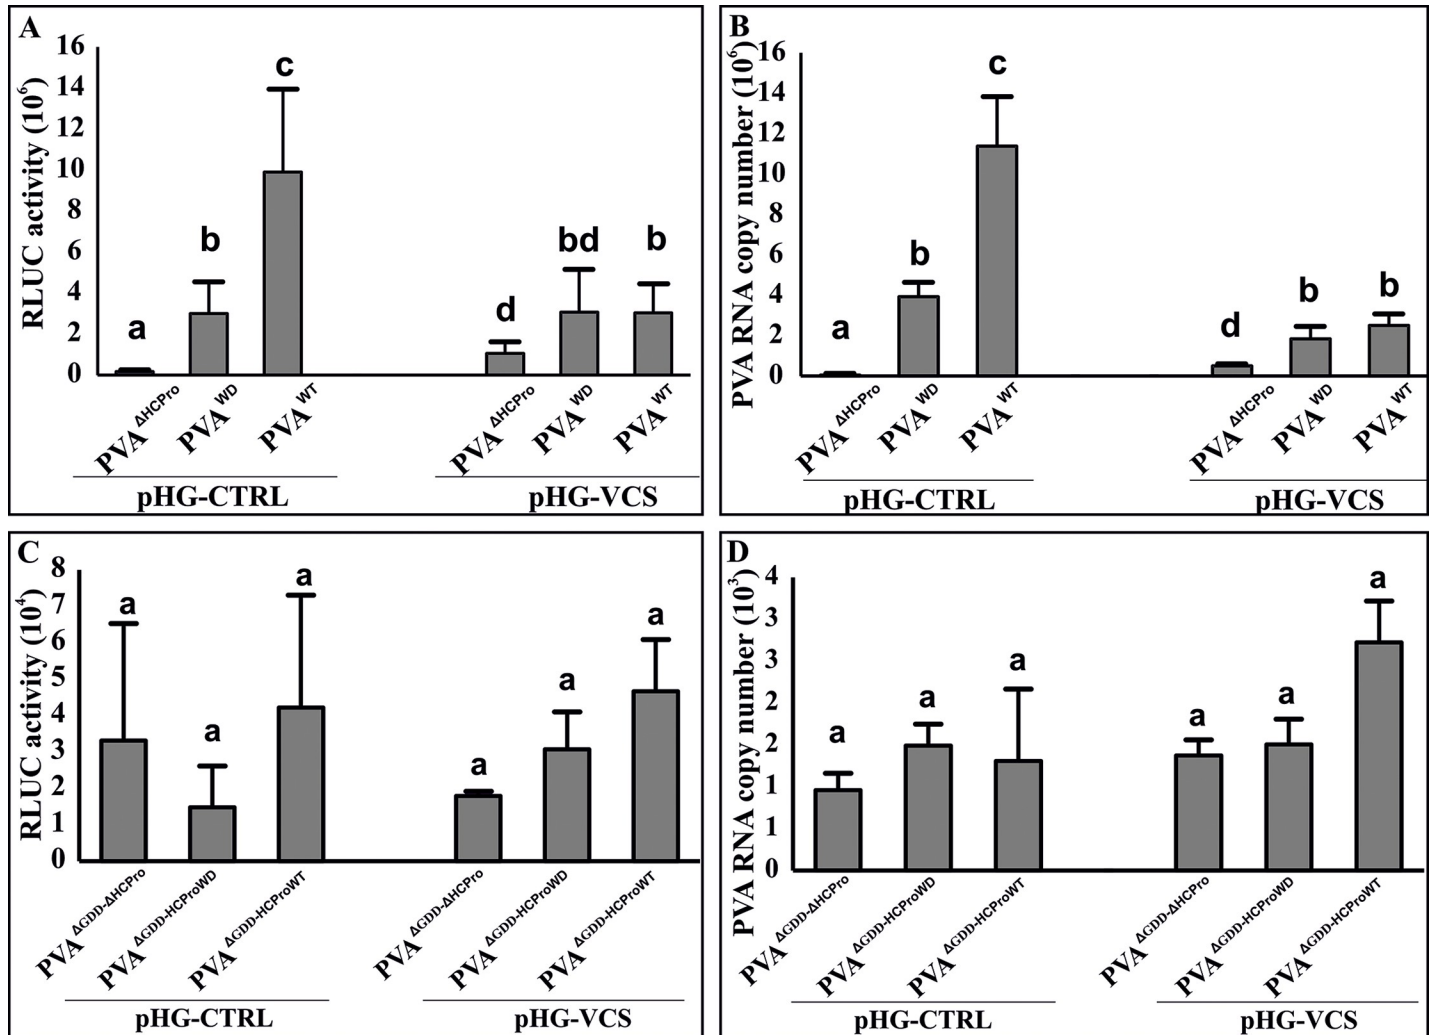 A
RLUC activity (10⁶)
16
14
12
10
8
6
4
2
0
a
b
c
d
bd
b
PVA ΔHCPro
PVA WD
PVA WT
PVA ΔHCPro
PVA WD
PVA WT
pHG-CTRL
pHG-VCS
B
PVA RNA copy number (10⁶)
16
14
12
10
8
6
4
2
0
a
b
c
d
b
b
PVA ΔHCPro
PVA WD
PVA WT
PVA ΔHCPro
PVA WD
PVA WT
pHG-CTRL
pHG-VCS
C
RLUC activity (10⁴)
8
7
6
5
4
3
2
1
0
a
a
a
a
a
a
PVA ΔGDD-ΔHCPro
PVA ΔGDD-HCProWD
PVA ΔGDD-HCProWT
PVA ΔGDD-ΔHCPro
PVA ΔGDD-HCProWD
PVA ΔGDD-HCProWT
pHG-CTRL
pHG-VCS
D
PVA RNA copy number (10³)
4
3
3
2
2
1
1
0
a
a
a
a
a
a
PVA ΔGDD-ΔHCPro
PVA ΔGDD-HCProWD
PVA ΔGDD-HCProWT
PVA ΔGDD-ΔHCPro
PVA ΔGDD-HCProWD
PVA ΔGDD-HCProWT
pHG-CTRL
pHG-VCS